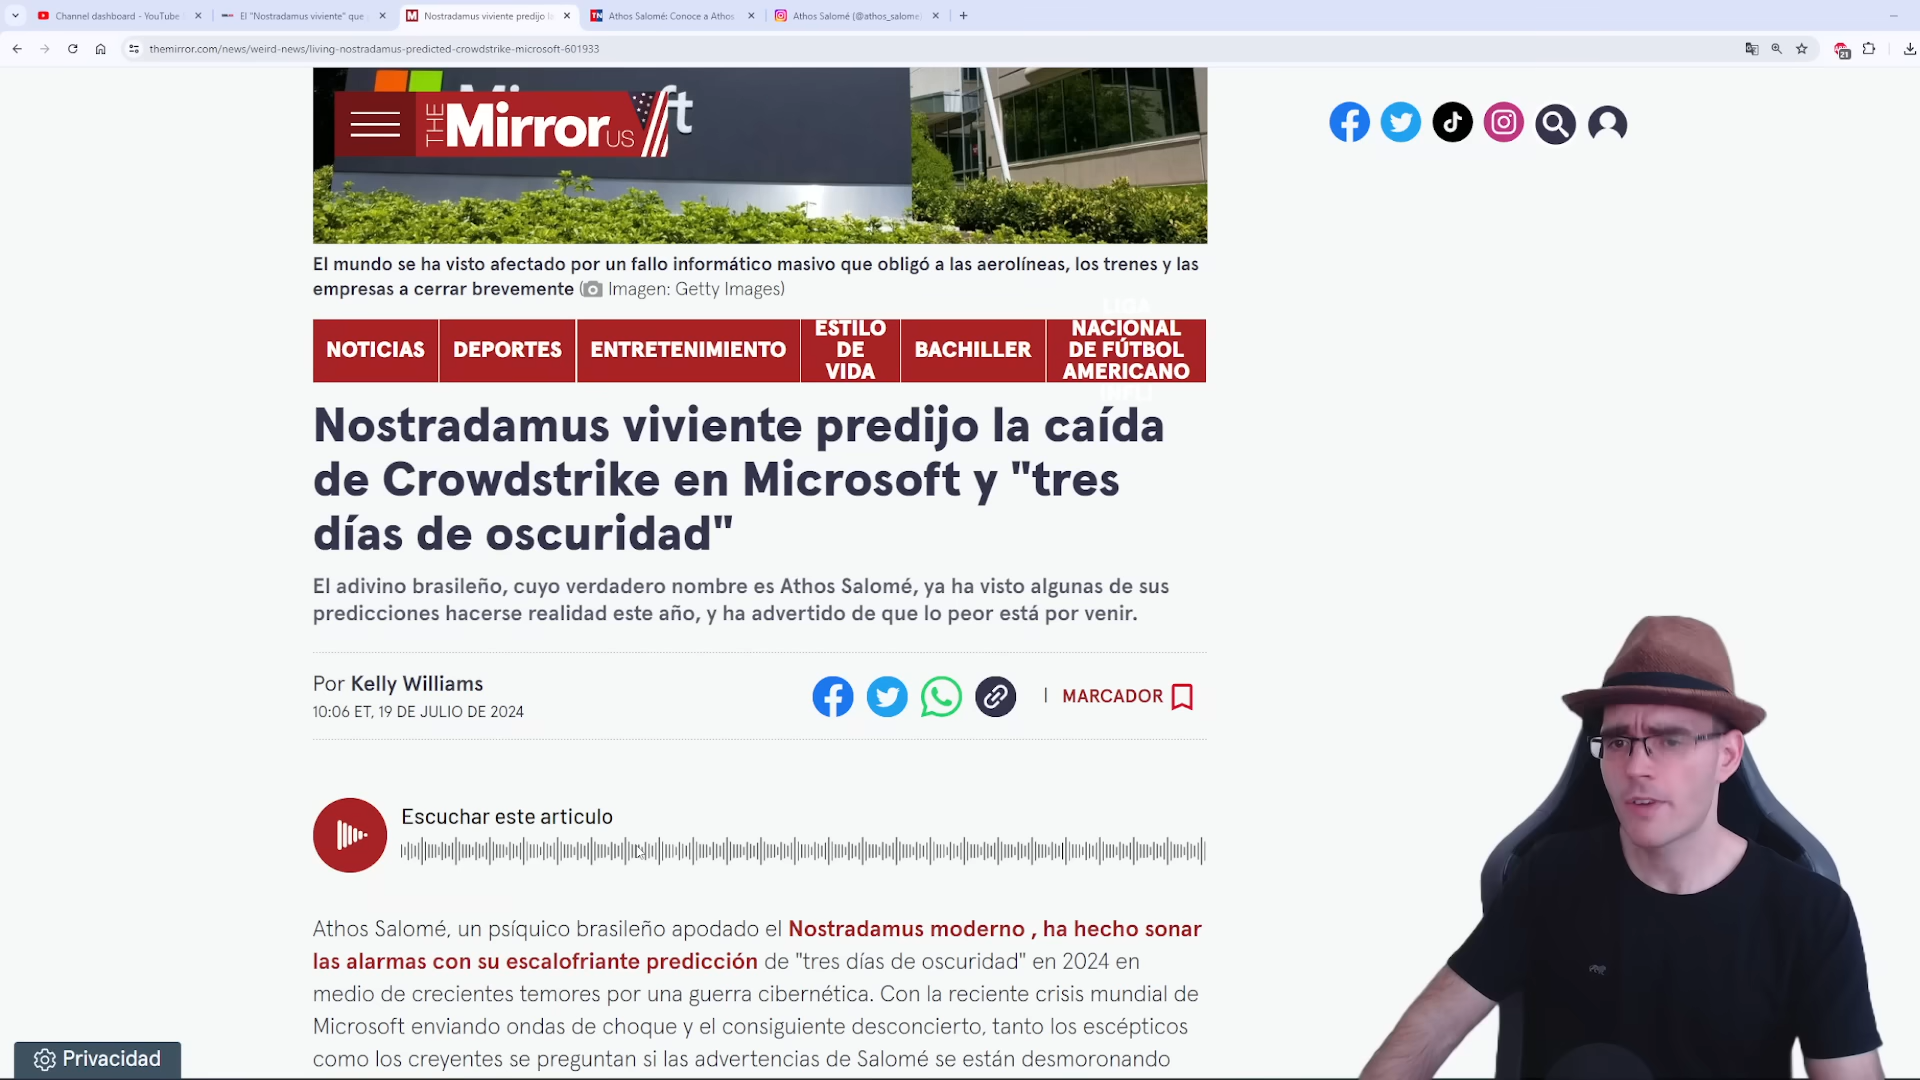 Channel dashboard - YouTube
El "Nostradamus viviente" que
Nostradamus viviente predijo la
Athos Salomé: Conoce a Athos
Athos Salomé (@athos_salome
themirror.com/news/weird-news/living-nostradamus-predicted-crowdstrike-microsoft-601933
21
THE Mirror US
El mundo se ha visto afectado por un fallo informático masivo que obligó a las aerolíneas, los trenes y las
empresas a cerrar brevemente ( Imagen: Getty Images)
NOTICIAS
DEPORTES
ENTRETENIMIENTO
ESTILO
DE
VIDA
BACHILLER
LIGA
NACIONAL
DE FÚTBOL
AMERICANO
(NFL)
Nostradamus viviente predijo la caída
de Crowdstrike en Microsoft y "tres
días de oscuridad"
El adivino brasileño, cuyo verdadero nombre es Athos Salomé, ya ha visto algunas de sus
predicciones hacerse realidad este año, y ha advertido de que lo peor está por venir.
Por Kelly Williams
10:06 ET, 19 DE JULIO DE 2024
MARCADOR
Escuchar este articulo
Athos Salomé, un psíquico brasileño apodado el Nostradamus moderno , ha hecho sonar
las alarmas con su escalofriante predicción de "tres días de oscuridad" en 2024 en
medio de crecientes temores por una guerra cibernética. Con la reciente crisis mundial de
Microsoft enviando ondas de choque y el consiguiente desconcierto, tanto los escépticos
como los creyentes se preguntan si las advertencias de Salomé se están desmoronando
Privacidad